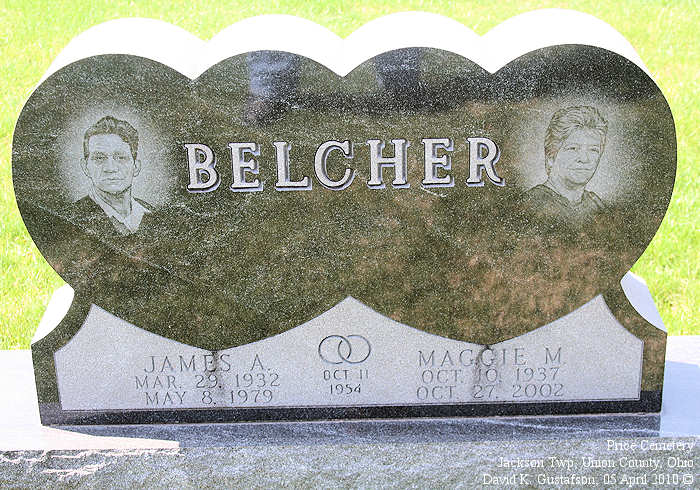 BELCHER
JAMES A.
MAR. 29, 1932
MAY 8, 1979
OCT. 11
1954
MAGGIE M.
OCT. 10, 1937
OCT. 27, 2002
Price Cemetery
Jackson Twp, Union County, Ohio
David K. Gustafson, 05 April 2010 ©